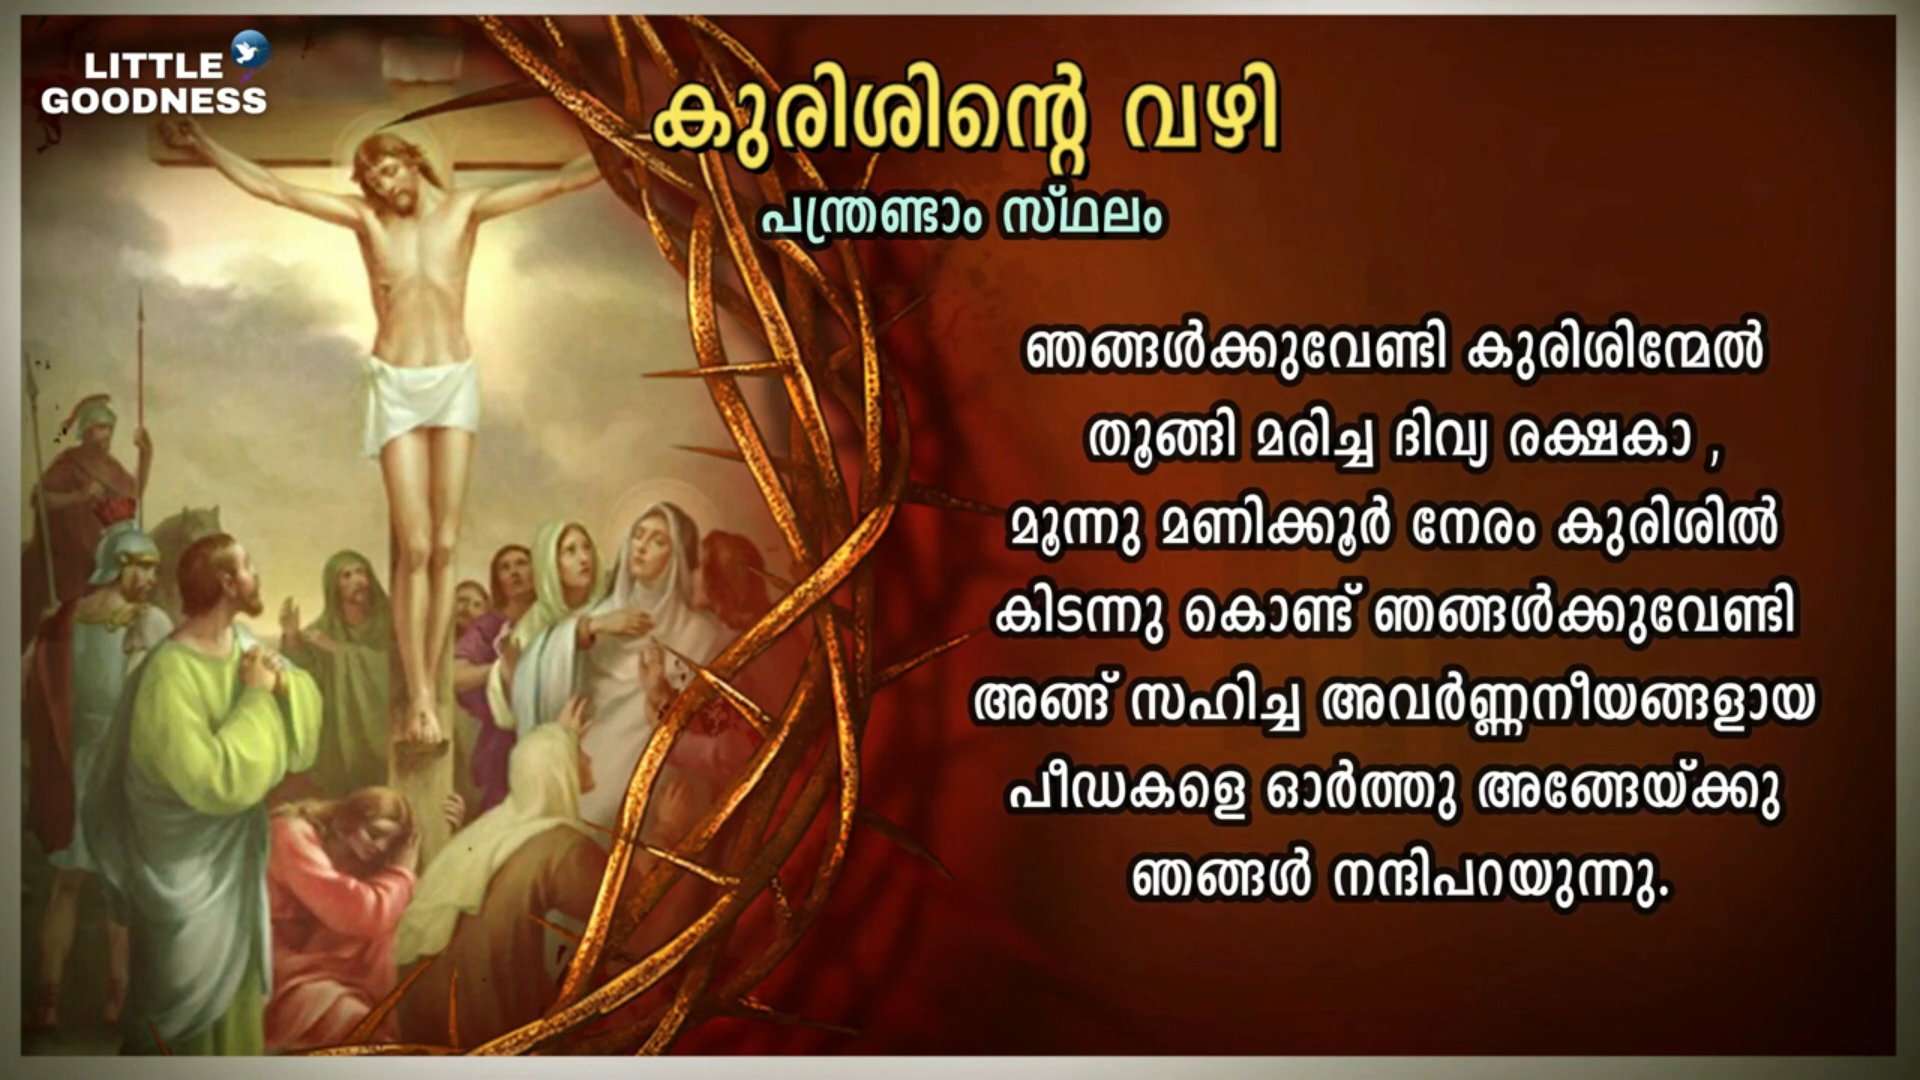 LITTLE
GOODNESS
കുരിശിന്റെ വഴി
പന്ത്രണ്ടാം സ്ഥലം
ഞങ്ങൾക്കുവേണ്ടി കുരിശിന്മേൽ
തൂങ്ങി മരിച്ച ദിവ്യ രക്ഷകാ ,
മൂന്നു മണിക്കൂർ നേരം കുരിശിൽ
കിടന്നു കൊണ്ട് ഞങ്ങൾക്കുവേണ്ടി
അങ്ങ് സഹിച്ച അവർണ്ണനീയങ്ങളായ
പീഡകളെ ഓർത്തു അങ്ങേയ്ക്കു
ഞങ്ങൾ നന്ദിപറയുന്നു.